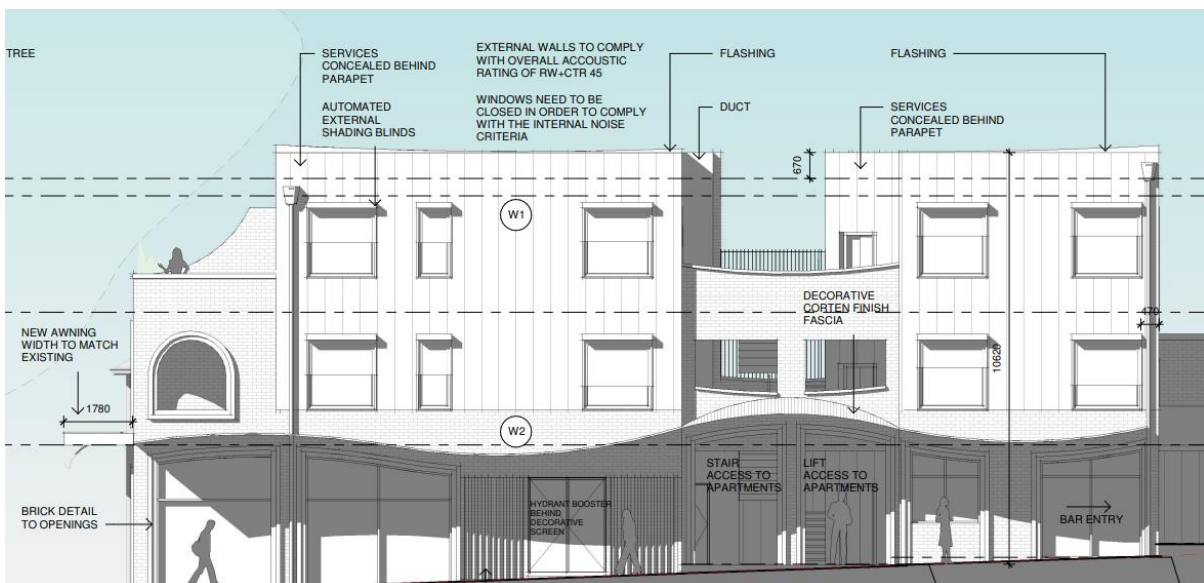 TREE
SERVICES
CONCEALED BEHIND
PARAPET
AUTOMATED
EXTERNAL
SHADING BLINDS
EXTERNAL WALLS TO COMPLY
WITH OVERALL ACCOUSTIC
RATING OF RW+CTR 45
WINDOWS NEED TO BE
CLOSED IN ORDER TO COMPLY
WITH THE INTERNAL NOISE
CRITERIA
FLASHING
DUCT
FLASHING
SERVICES
CONCEALED BEHIND
PARAPET
670
W1
DECORATIVE
CORTEN FINISH
FASCIA
470
10620
NEW AWNING
WIDTH TO MATCH
EXISTING
1780
W2
STAIR
ACCESS TO
APARTMENTS
LIFT
ACCESS TO
APARTMENTS
HYDRANT BOOSTER
BEHIND
DECORATIVE
SCREEN
BRICK DETAIL
TO OPENINGS
BAR ENTRY